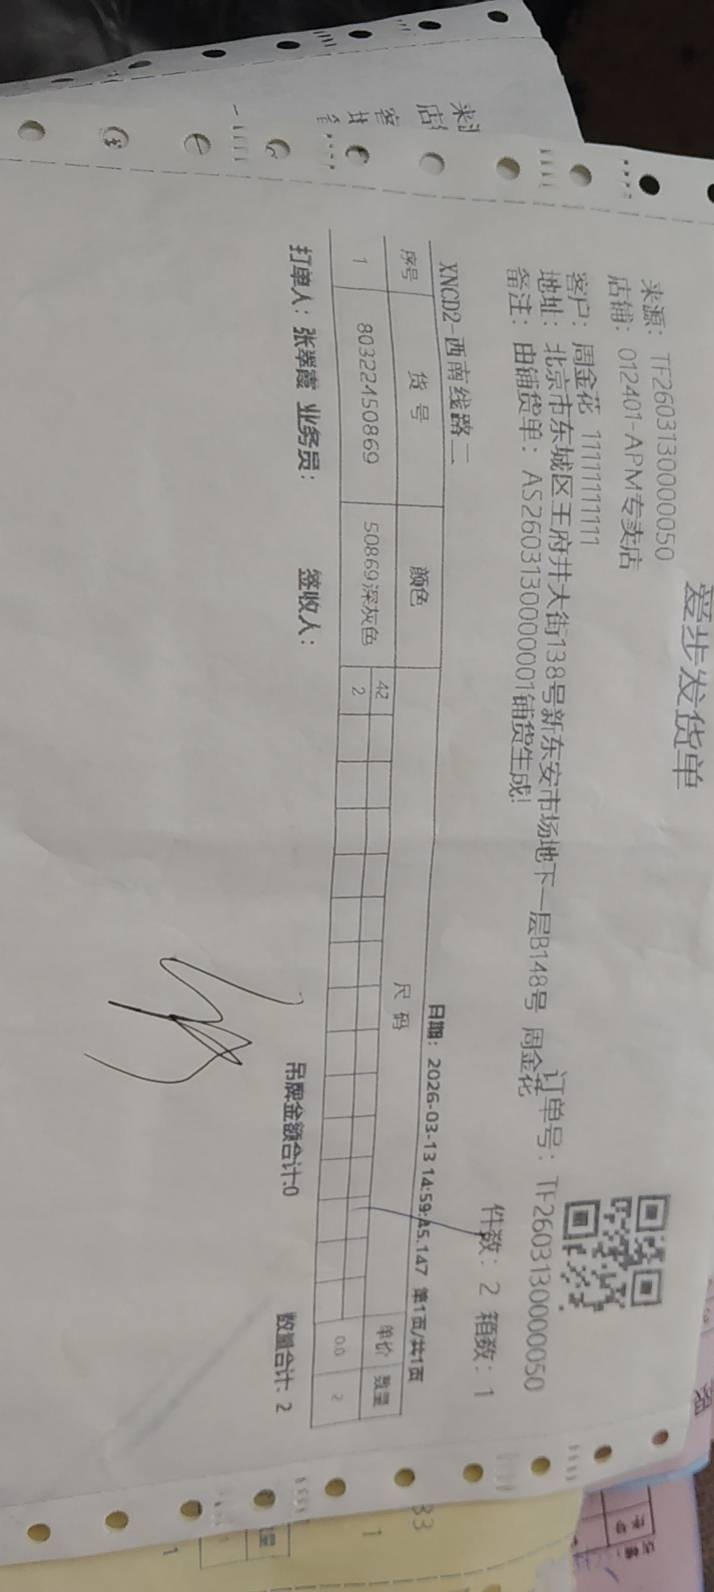 爱步发货单
来源：TF2603130000050
店铺：012401-APM专卖店
订单号：TF2603130000050
客户：周金花 11111111111
地址：北京市东城区王府井大街138号新东安市场地下一层B148号 周金花
备注：由铺货单：AS2603130000001铺货生成!
件数：2 箱数：1
XNCD2-西南线路二
日期：2026-03-13 14:59:45.147 第1页/共1页
序号 货号 颜色 尺码 单价 数量
42
1 80322450869 50869深灰色 2 0.0 2
打单人：张翠霞 业务员： 签收人： 吊牌金额合计:0 数量合计: 2